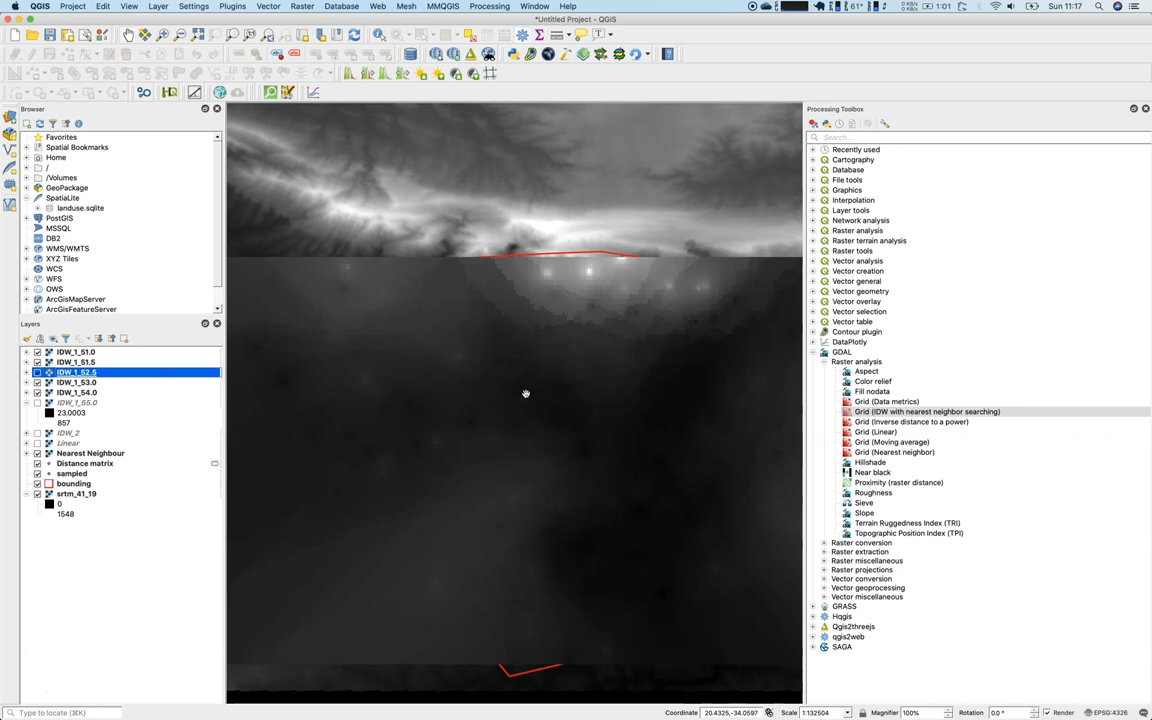 QGIS Project Edit View Layer Settings Plugins Vector Raster Database Web Mesh MMQGIS Processing Window Help
61° 1:01 Sun 11:17
*Untitled Project - QGIS
Browser
Favorites
Spatial Bookmarks
Home
/
/Volumes
GeoPackage
SpatiaLite
landuse.sqlite
PostGIS
MSSQL
DB2
WMS/WMTS
XYZ Tiles
WCS
WFS
OWS
ArcGisMapServer
ArcGisFeatureServer
Layers
IDW_1_51.0
IDW_1_51.5
IDW_1_52.5
IDW_1_53.0
IDW_1_54.0
IDW_1_55.0
23.0003
857
IDW_2
Linear
Nearest Neighbour
Distance matrix
sampled
bounding
srtm_41_19
0
1548
Processing Toolbox
Search...
Recently used
Cartography
Database
File tools
Graphics
Interpolation
Layer tools
Network analysis
Raster analysis
Raster terrain analysis
Raster tools
Vector analysis
Vector creation
Vector general
Vector geometry
Vector overlay
Vector selection
Vector table
Contour plugin
DataPlotly
GDAL
Raster analysis
Aspect
Color relief
Fill nodata
Grid (Data metrics)
Grid (IDW with nearest neighbor searching)
Grid (Inverse distance to a power)
Grid (Linear)
Grid (Moving average)
Grid (Nearest neighbor)
Hillshade
Near black
Proximity (raster distance)
Roughness
Sieve
Slope
Terrain Ruggedness Index (TRI)
Topographic Position Index (TPI)
Raster conversion
Raster extraction
Raster miscellaneous
Raster projections
Vector conversion
Vector geoprocessing
Vector miscellaneous
GRASS
Hqgis
Qgis2threejs
qgis2web
SAGA
Type to locate (⌘K)
Coordinate 20.4325,-34.0597 Scale 1:132504 Magnifier 100% Rotation 0.0° Render EPSG:4326